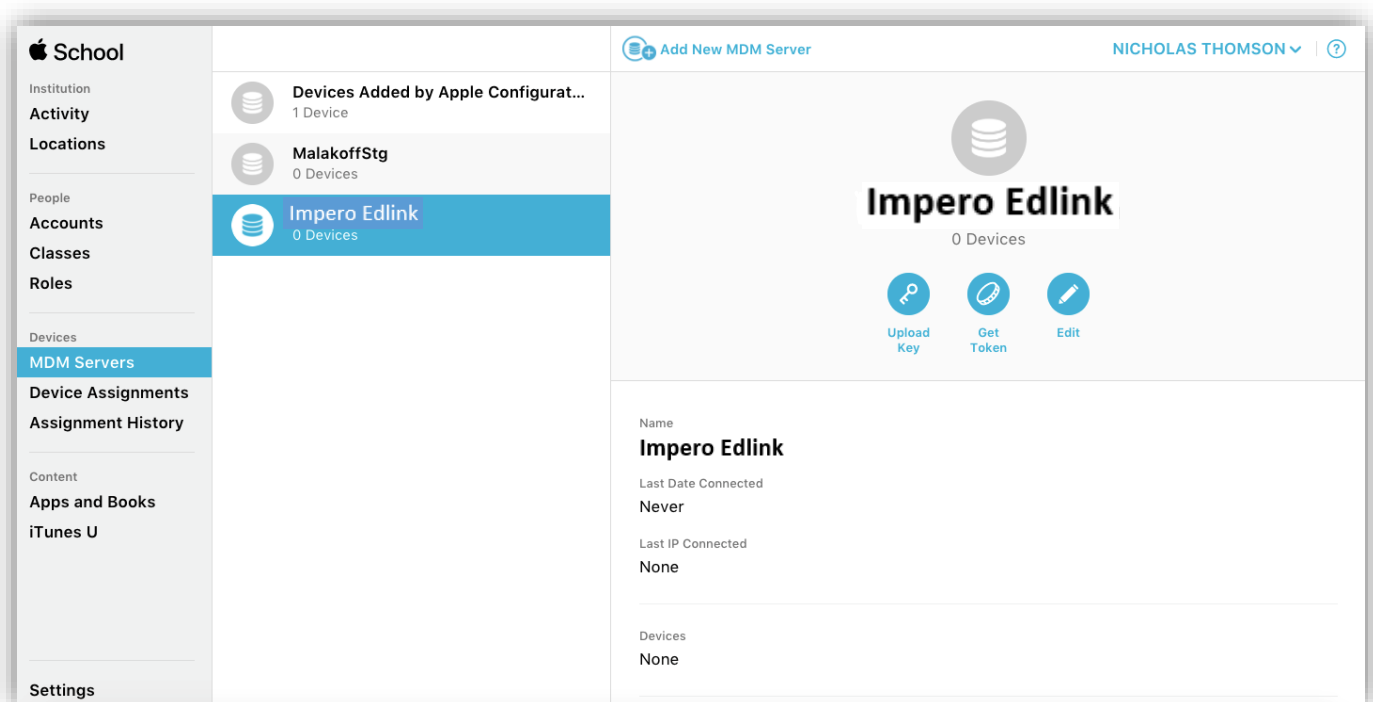 School
Institution
Activity
Locations
People
Accounts
Classes
Roles
Devices
MDM Servers
Device Assignments
Assignment History
Content
Apps and Books
iTunes U
Settings
Devices Added by Apple Configurat...
1 Device
MalakoffStg
0 Devices
Impero Edlink
0 Devices
Add New MDM Server
NICHOLAS THOMSON
?
Impero Edlink
0 Devices
Upload
Key
Get
Token
Edit
Name
Impero Edlink
Last Date Connected
Never
Last IP Connected
None
Devices
None